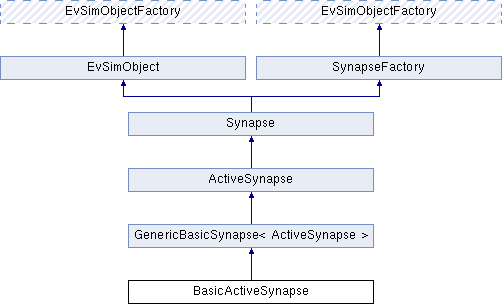 EvSimObjectFactory EvSimObjectFactory
EvSimObject SynapseFactory
Synapse
ActiveSynapse
GenericBasicSynapse< ActiveSynapse >
BasicActiveSynapse